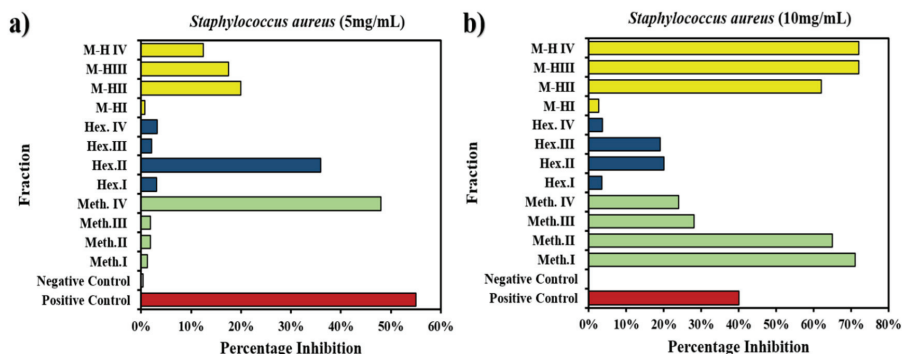 a)
Staphylococcus aureus (5mg/mL)
Fraction
M-H IV
M-HIII
M-HII
M-HI
Hex. IV
Hex.III
Hex.II
Hex.I
Meth. IV
Meth.III
Meth.II
Meth.I
Negative Control
Positive Control
0% 10% 20% 30% 40% 50% 60%
Percentage Inhibition
b)
Staphylococcus aureus (10mg/mL)
Fraction
M-H IV
M-HIII
M-HII
M-HI
Hex. IV
Hex.III
Hex.II
Hex.I
Meth. IV
Meth.III
Meth.II
Meth.I
Negative Control
Positive Control
0% 10% 20% 30% 40% 50% 60% 70% 80%
Percentage Inhibition